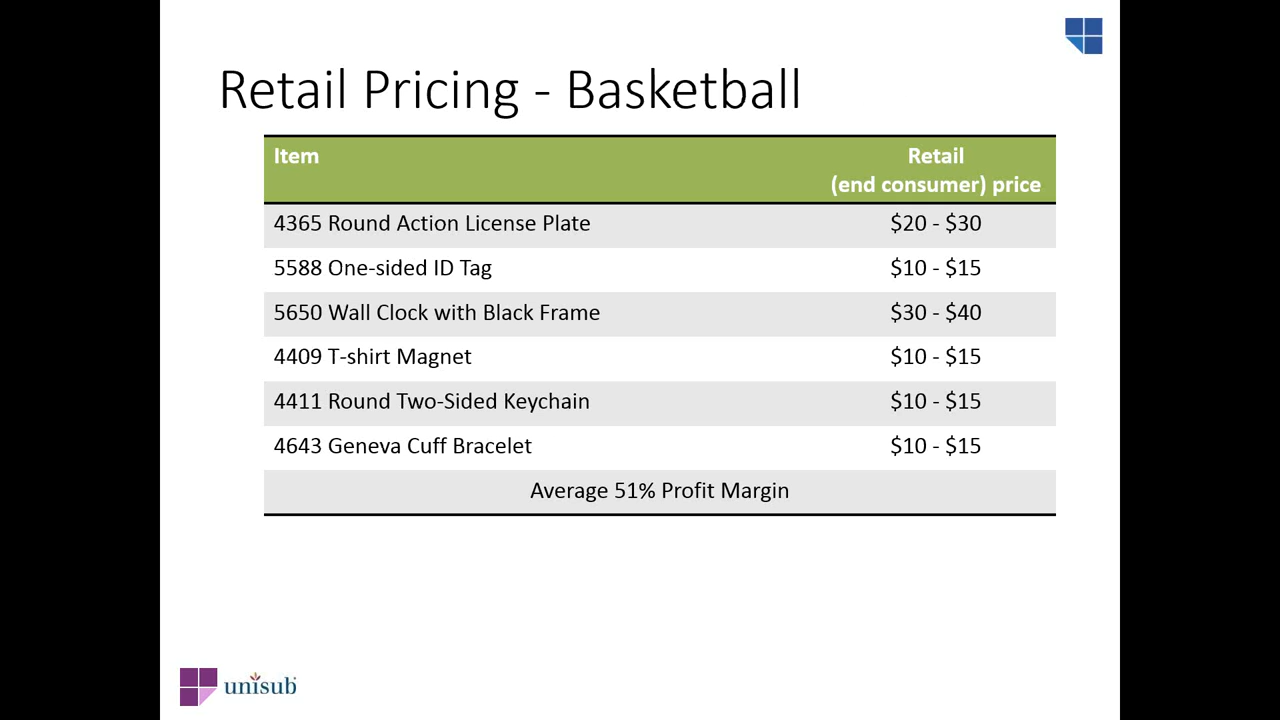 Retail Pricing - Basketball
Item
Retail
(end consumer) price
4365 Round Action License Plate $20 - $30
5588 One-sided ID Tag $10 - $15
5650 Wall Clock with Black Frame $30 - $40
4409 T-shirt Magnet $10 - $15
4411 Round Two-Sided Keychain $10 - $15
4643 Geneva Cuff Bracelet $10 - $15
Average 51% Profit Margin
unisub